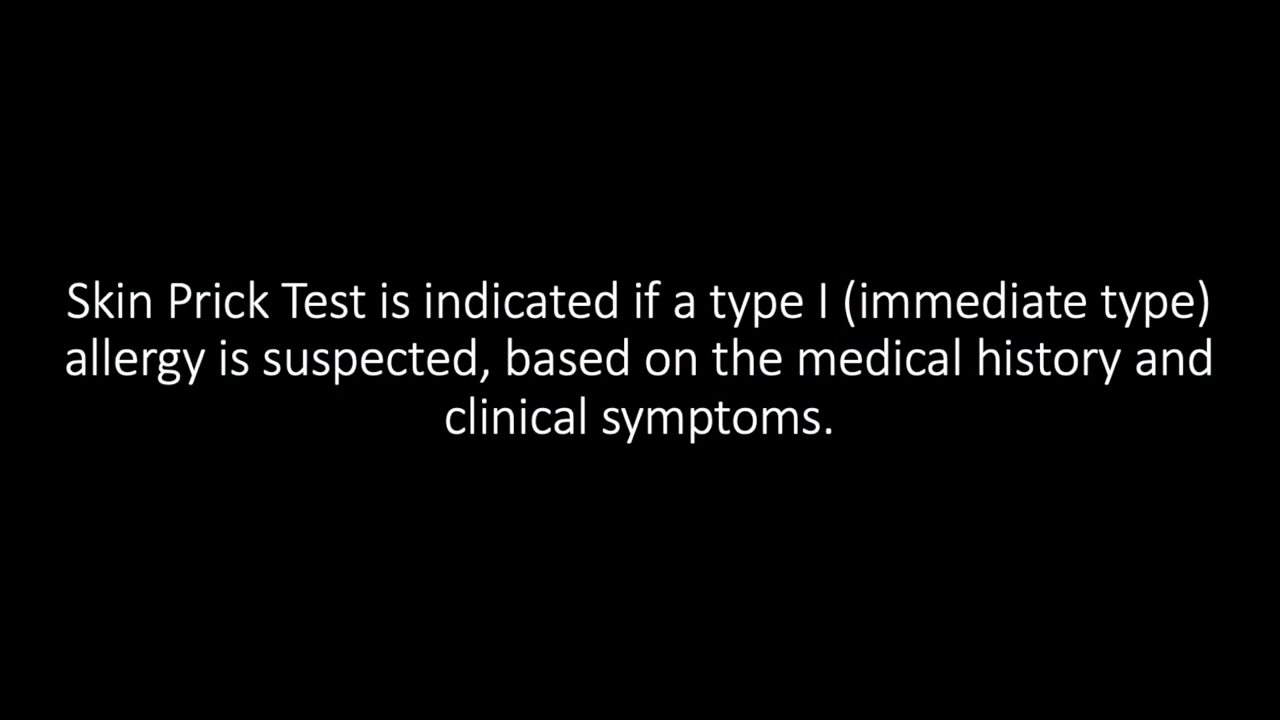 Skin Prick Test is indicated if a type I (immediate type)
allergy is suspected, based on the medical history and
clinical symptoms.